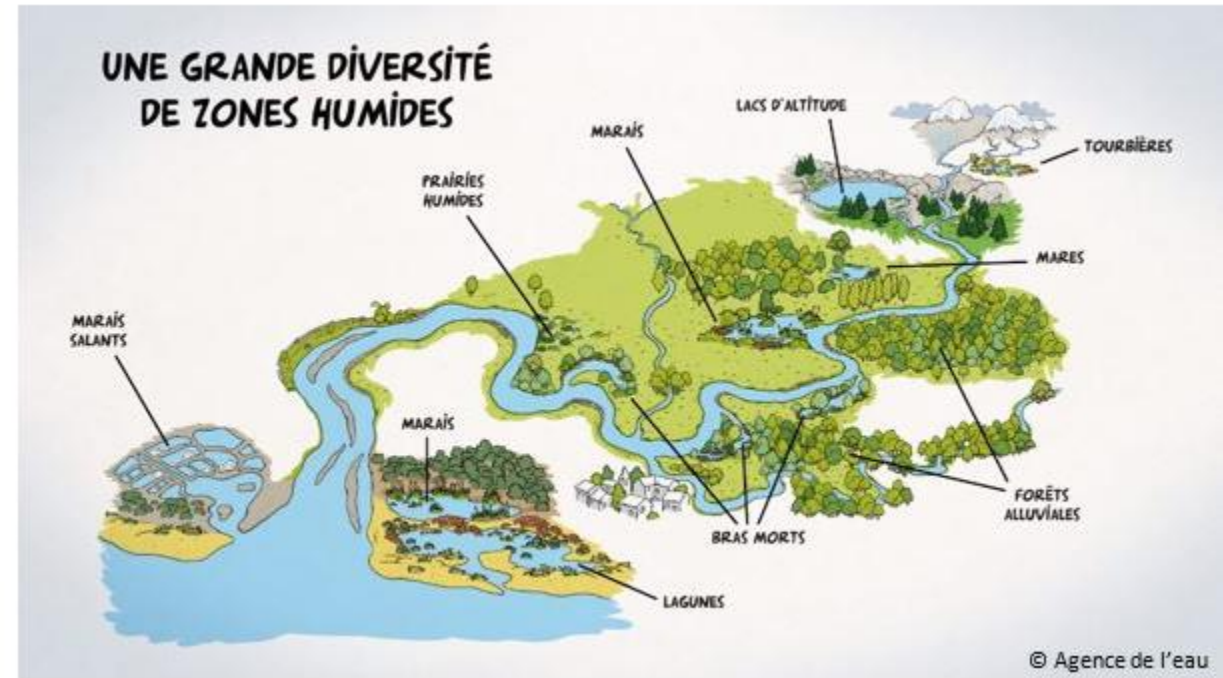 UNE GRANDE DIVERSITÉ
DE ZONES HUMIDES
LACS D'ALTITUDE
MARAIS
TOURBIÈRES
PRAIRIES
HUMIDES
MARES
MARAIS
SALANTS
MARAIS
FORÊTS
ALLUVIALES
BRAS MORTS
LAGUNES
© Agence de l'eau